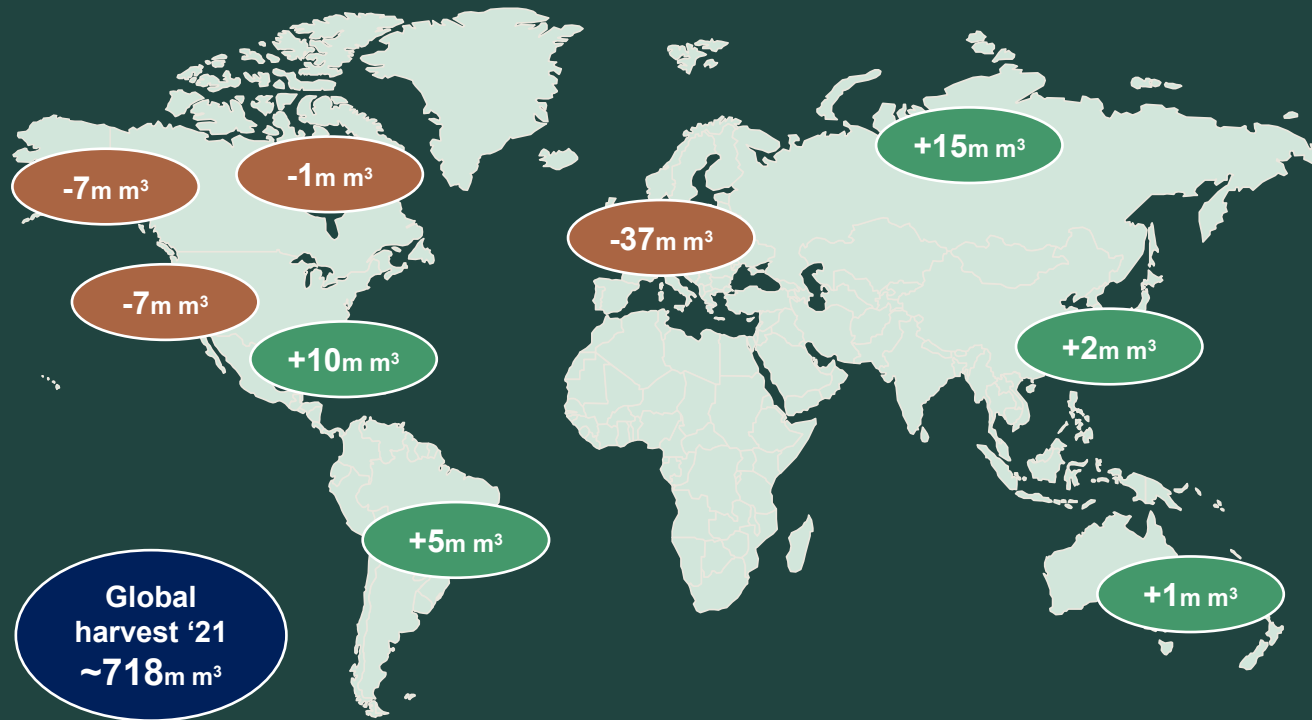 +15m m³
-1m m³
-7m m³
-37m m³
-7m m³
+2m m³
+10m m³
+5m m³
+1m m³
Global
harvest ‘21
~718m m³